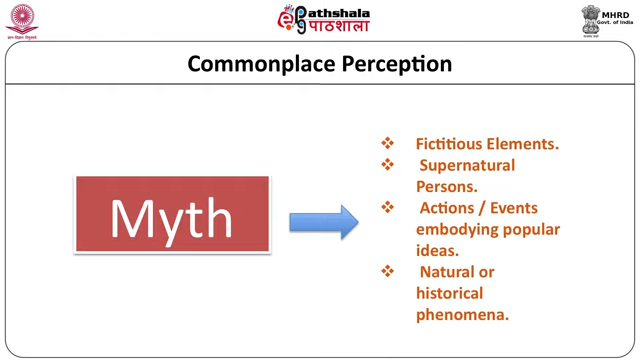 Pathshala
पाठशाला
MHRD
Govt. of India
Commonplace Perception
Myth
❖ Fictitious Elements.
❖ Supernatural
Persons.
❖ Actions / Events
embodying popular
ideas.
❖ Natural or
historical
phenomena.